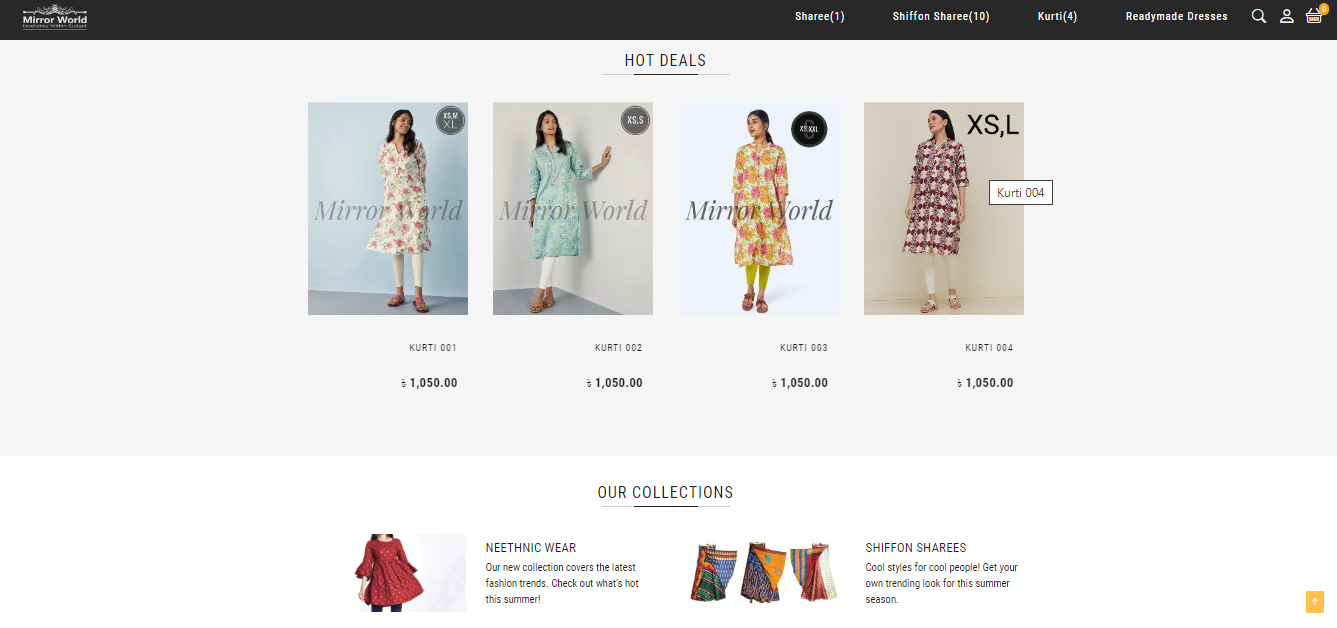 Mirror World
Excellency Within Budget
Sharee(1)
Shiffon Sharee(10)
Kurti(4)
Readymade Dresses
0
HOT DEALS
XS,M
XL
Mirror World
XS,S
Mirror World
XS,XXL
S
Mirror World
XS,L
Kurti 004
KURTI 001
KURTI 002
KURTI 003
KURTI 004
৳ 1,050.00
৳ 1,050.00
৳ 1,050.00
৳ 1,050.00
OUR COLLECTIONS
NEETHNIC WEAR
Our new collection covers the latest
fashion trends. Check out what's hot
this summer!
SHIFFON SHAREES
Cool styles for cool people! Get your
own trending look for this summer
season.